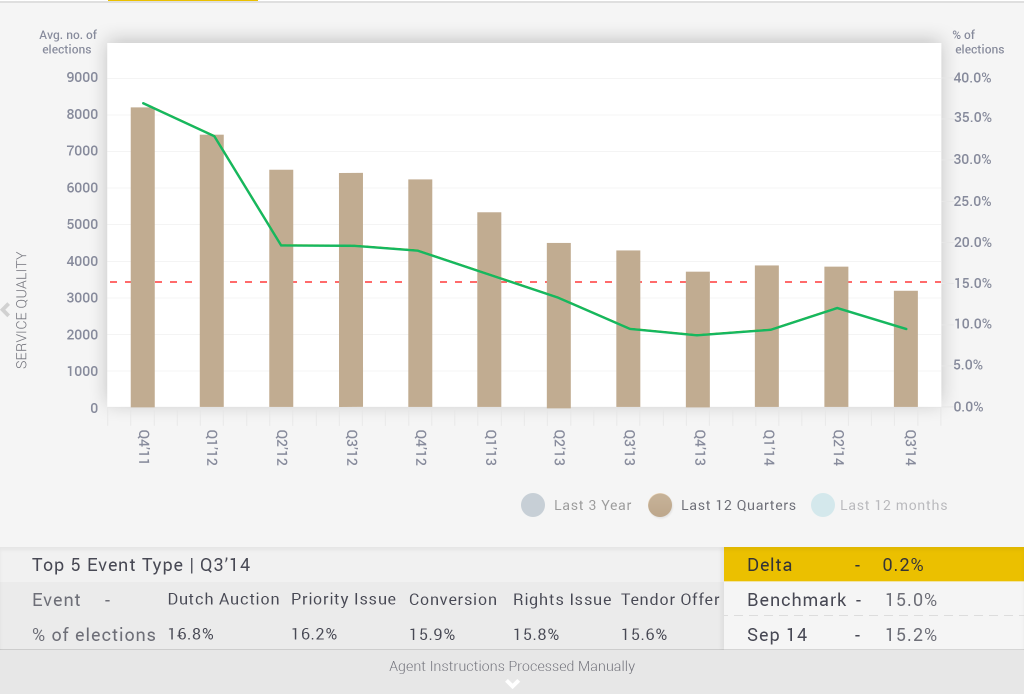 Avg. no. of
elections
% of
elections
9000
8000
7000
6000
5000
4000
3000
2000
1000
0
40.0%
35.0%
30.0%
25.0%
20.0%
15.0%
10.0%
5.0%
0.0%
SERVICE QUALITY
Q4'11
Q1'12
Q2'12
Q3'12
Q4'12
Q1'13
Q2'13
Q3'13
Q4'13
Q1'14
Q2'14
Q3'14
Last 3 Year
Last 12 Quarters
Last 12 months
Top 5 Event Type | Q3’14
Event - Dutch Auction Priority Issue Conversion Rights Issue Tendor Offer
% of elections - 16.8% 16.2% 15.9% 15.8% 15.6%
Delta - 0.2%
Benchmark - 15.0%
Sep 14 - 15.2%
Agent Instructions Processed Manually